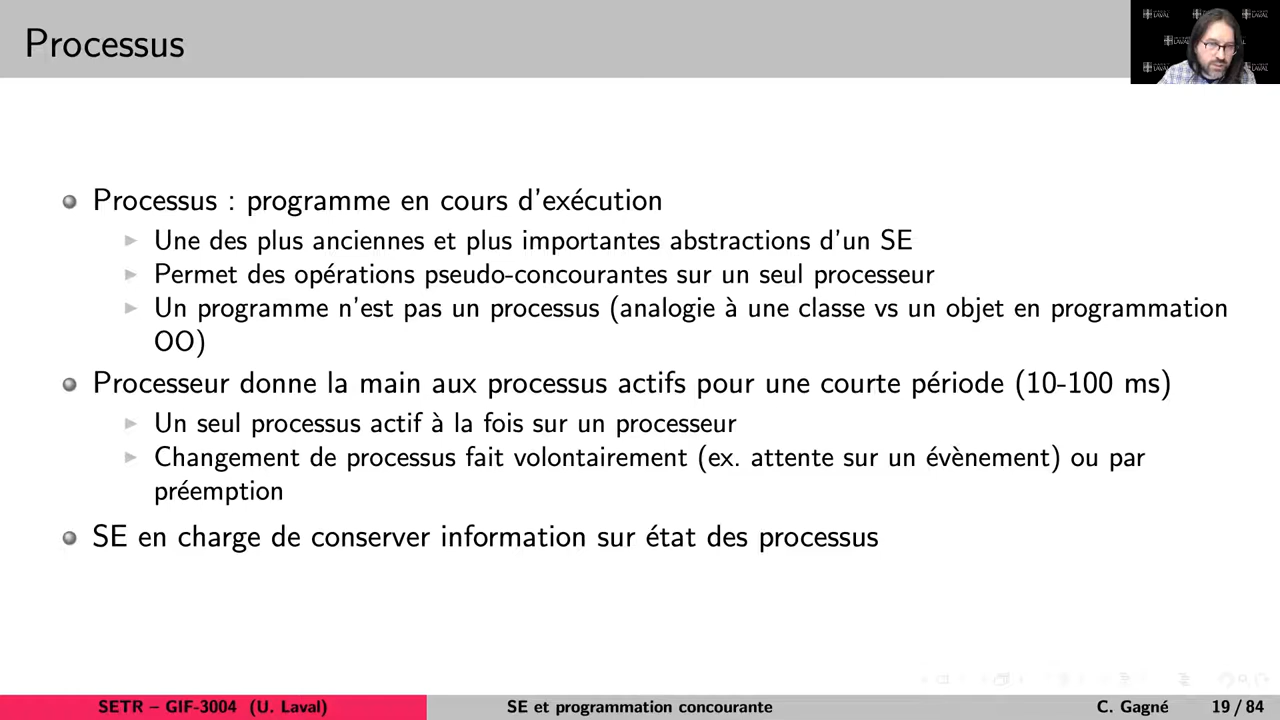 Processus
LAVAL
LAVAL
LAVAL
LAVAL
LAVAL
Processus : programme en cours d'exécution
Une des plus anciennes et plus importantes abstractions d'un SE
Permet des opérations pseudo-concourantes sur un seul processeur
Un programme n'est pas un processus (analogie à une classe vs un objet en programmation
OO)
Processeur donne la main aux processus actifs pour une courte période (10-100 ms)
Un seul processus actif à la fois sur un processeur
Changement de processus fait volontairement (ex. attente sur un évènement) ou par
préemption
SE en charge de conserver information sur état des processus
SETR – GIF-3004 (U. Laval) SE et programmation concourante C. Gagné 19 / 84